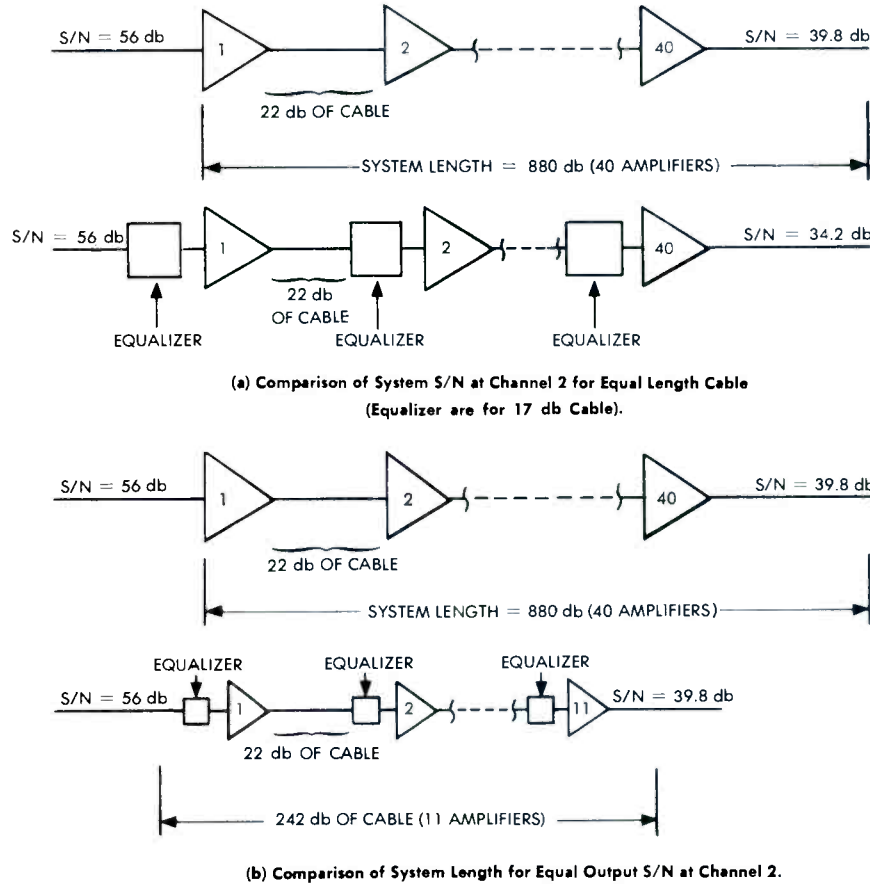 S/N = 56 db
1
2
40
S/N = 39.8 db
22 db OF CABLE
SYSTEM LENGTH = 880 db (40 AMPLIFIERS)
S/N = 56 db
1
2
40
S/N = 34.2 db
22 db
OF CABLE
EQUALIZER
EQUALIZER
EQUALIZER
(a) Comparison of System S/N at Channel 2 for Equal Length Cable
(Equalizer are for 17 db Cable).
S/N = 56 db
1
2
40
S/N = 39.8 db
22 db OF CABLE
SYSTEM LENGTH = 880 db (40 AMPLIFIERS)
EQUALIZER
EQUALIZER
EQUALIZER
S/N = 56 db
1
2
11
S/N = 39.8 db
22 db OF CABLE
242 db OF CABLE (11 AMPLIFIERS)
(b) Comparison of System Length for Equal Output S/N at Channel 2.